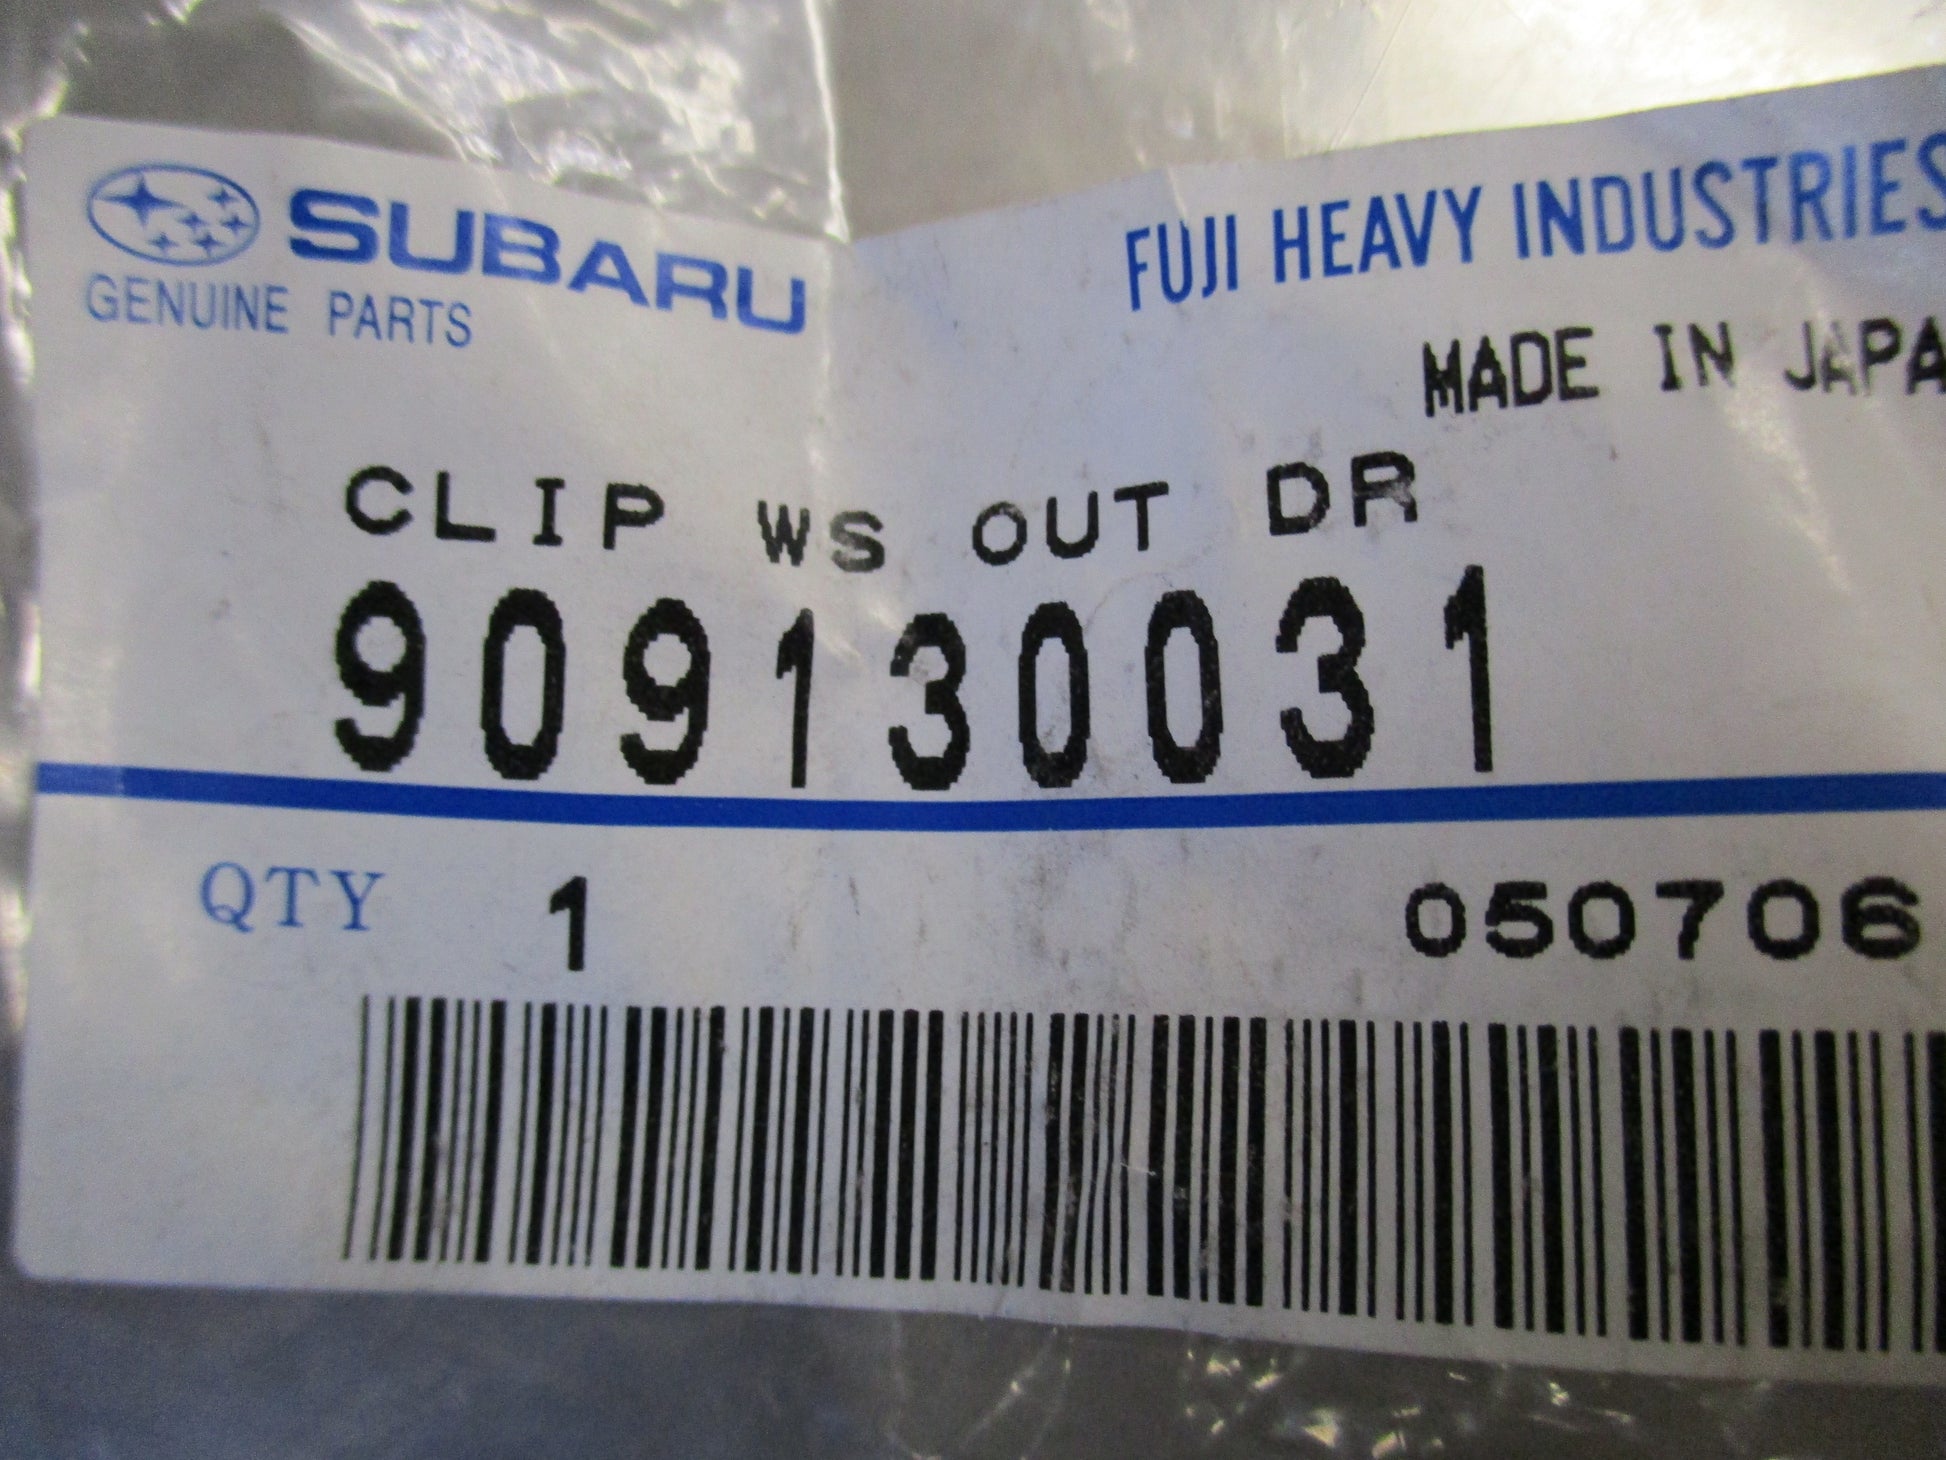 SUBARU
GENUINE PARTS
FUJI HEAVY INDUSTRIES
MADE IN JAPA
CLIP WS OUT DR
909130031
QTY 1 050706